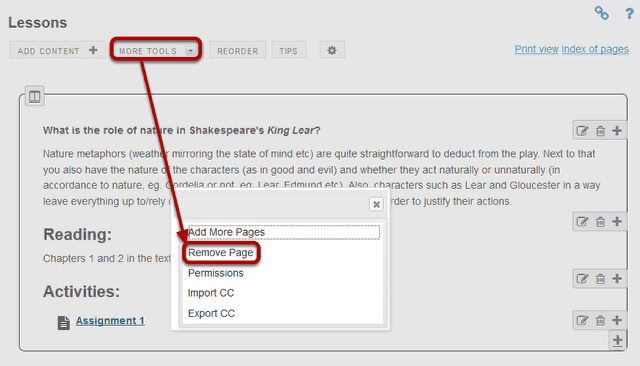 Lessons
?
ADD CONTENT +
MORE TOOLS
REORDER
TIPS
Print view Index of pages
What is the role of nature in Shakespeare's King Lear?
Nature metaphors (weather mirroring the state of mind etc) are quite straightforward to deduct from the play. Next to that
you also have the nature of the characters (as in good and evil) and whether they act naturally or unnaturally (in
accordance to nature, eg. Cordelia or not, eg. Lear, Edmund etc). Also, characters such as Lear and Gloucester in a way
leave everything up to/rely order to justify their actions.
Reading:
Chapters 1 and 2 in the text
Activities:
Assignment 1
Add More Pages
Remove Page
Permissions
Import CC
Export CC